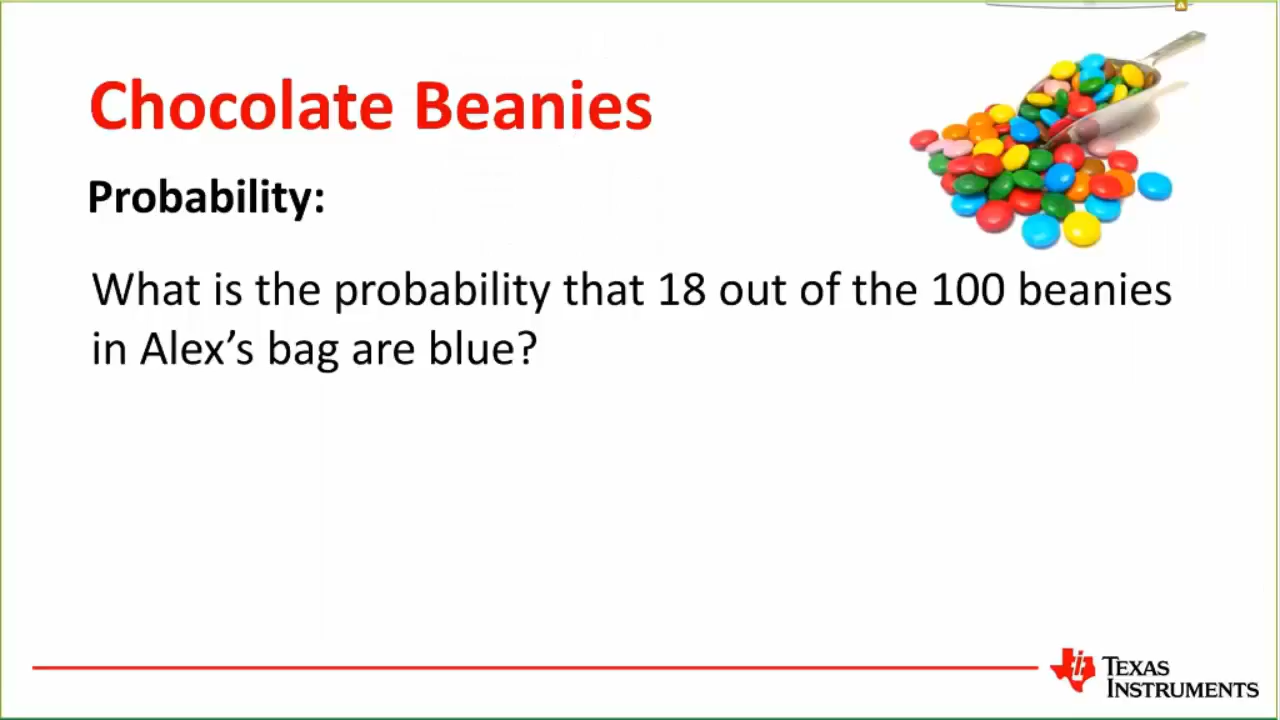 Chocolate Beanies
Probability:
What is the probability that 18 out of the 100 beanies
in Alex’s bag are blue?
TEXAS
INSTRUMENTS